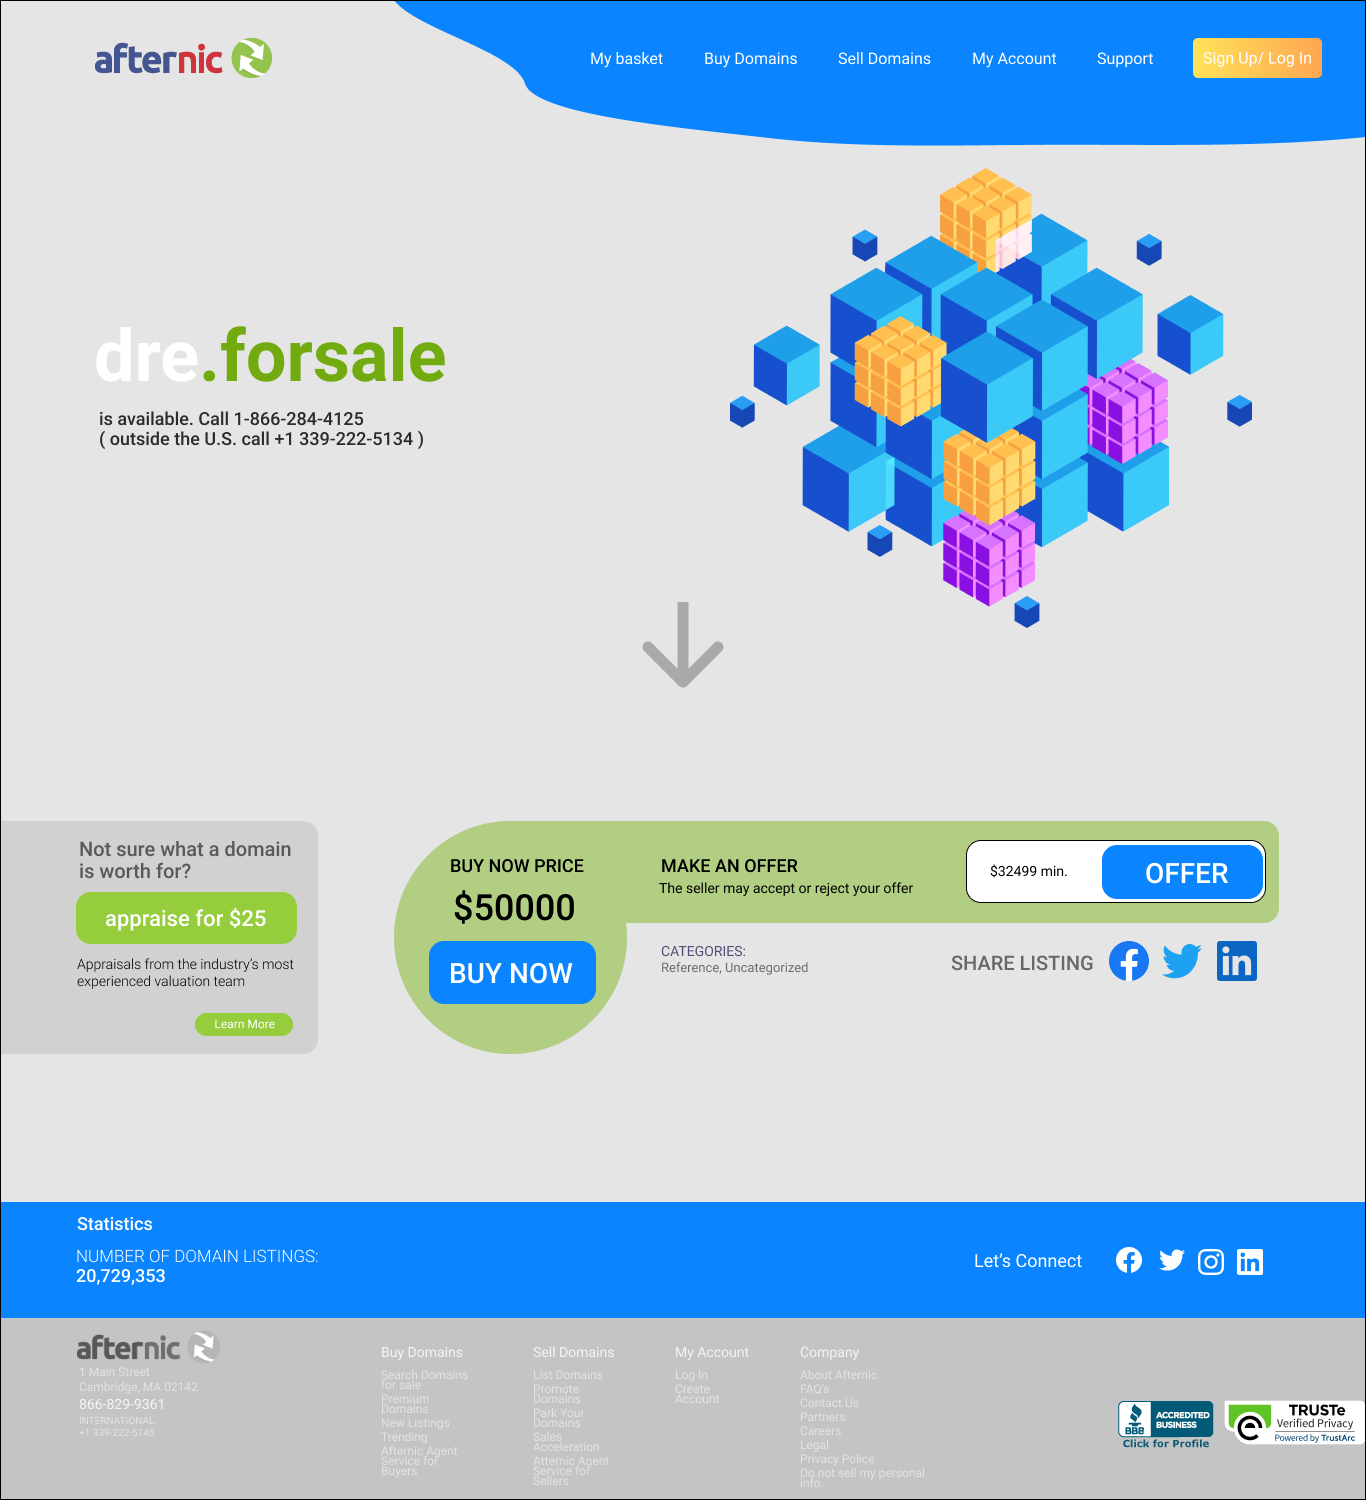 afternic
My basket
Buy Domains
Sell Domains
My Account
Support
Sign Up/ Log In
dre.forsale
is available. Call 1-866-284-4125
( outside the U.S. call +1 339-222-5134 )
Not sure what a domain
is worth for?
appraise for $25
Appraisals from the industry's most
experienced valuation team
Learn More
BUY NOW PRICE
$50000
BUY NOW
MAKE AN OFFER
The seller may accept or reject your offer
$32499 min.
OFFER
CATEGORIES:
Reference, Uncategorized
SHARE LISTING
Statistics
NUMBER OF DOMAIN LISTINGS:
20,729,353
Let's Connect
afternic
1 Main Street
Cambridge, MA 02142
866-829-9361
INTERNATIONAL
+1 339-222-5145
Buy Domains
Search Domains
for sale
Premium
Domains
New Listings
Trending
Afternic Agent
Service for
Buyers
Sell Domains
List Domains
Promote
Domains
Park Your
Domains
Sales
Acceleration
Atternic Agent
Service for
Sellers
My Account
Log In
Create
Account
Company
About Afternic
FAQ's
Contact Us
Partners
Careers
Legal
Privacy Police
Do not sell my personal
info.
BBB
ACCREDITED
BUSINESS
Click for Profile
TRUSTe
Verified Privacy
Powered by TrustArc